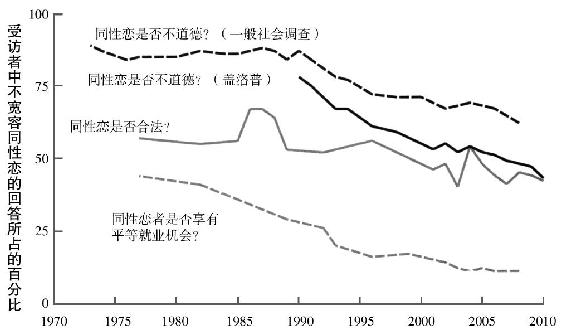 受访者中不宽容同性恋的回答所占的百分比
100
75
50
25
0
同性恋是否不道德?（一般社会调查）
同性恋是否不道德?（盖洛普）
同性恋是否合法?
同性恋者是否享有
平等就业机会?
1970
1975
1980
1985
1990
1995
2000
2005
2010